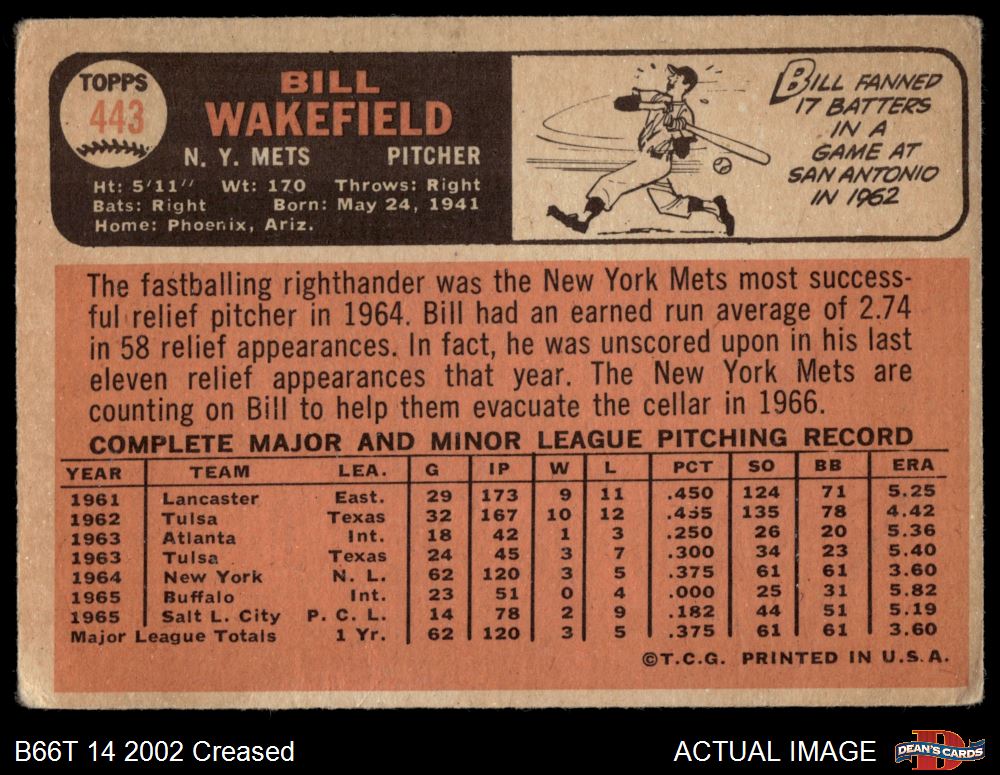 TOPPS
443
BILL
WAKEFIELD
N. Y. METS PITCHER
Ht: 5'11" Wt: 170 Throws: Right
Bats: Right Born: May 24, 1941
Home: Phoenix, Ariz.
BILL FANNED
17 BATTERS
IN A
GAME AT
SAN ANTONIO
IN 1962
The fastballing righthander was the New York Mets most success-
ful relief pitcher in 1964. Bill had an earned run average of 2.74
in 58 relief appearances. In fact, he was unscored upon in his last
eleven relief appearances that year. The New York Mets are
counting on Bill to help them evacuate the cellar in 1966.
COMPLETE MAJOR AND MINOR LEAGUE PITCHING RECORD
YEAR TEAM LEA. G IP W L PCT SO BB ERA
1961 Lancaster East. 29 173 9 11 .450 124 71 5.25
1962 Tulsa Texas 32 167 10 12 .455 135 78 4.42
1963 Atlanta Int. 18 42 1 3 .250 26 20 5.36
1963 Tulsa Texas 24 45 3 7 .300 34 23 5.40
1964 New York N. L. 62 120 3 5 .375 61 61 3.60
1965 Buffalo Int. 23 51 0 4 .000 25 31 5.82
1965 Salt L. City P. C. L. 14 78 2 9 .182 44 51 5.19
Major League Totals 1 Yr. 62 120 3 5 .375 61 61 3.60
©T.C.G. PRINTED IN U.S.A.
B66T 14 2002 Creased ACTUAL IMAGE DEAN'S CARDS